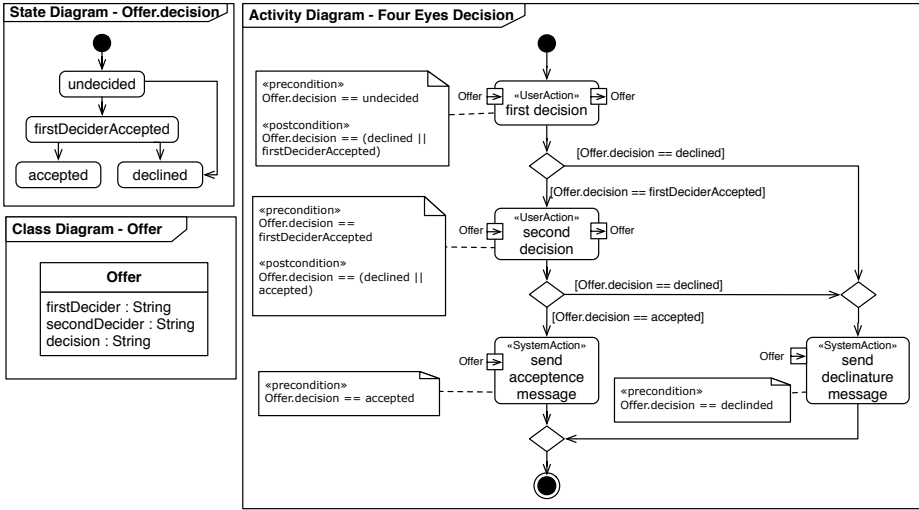 State Diagram - Offer.decision
undecided
firstDeciderAccepted
accepted
declined
Class Diagram - Offer
Offer
firstDecider : String
secondDecider : String
decision : String
Activity Diagram - Four Eyes Decision
«precondition»
Offer.decision == undecided
«postcondition»
Offer.decision == (declined ||
firstDeciderAccepted)
Offer
«UserAction»
first decision
Offer
[Offer.decision == declined]
[Offer.decision == firstDeciderAccepted]
«precondition»
Offer.decision ==
firstDeciderAccepted
«postcondition»
Offer.decision == (declined ||
accepted)
Offer
«UserAction»
second
decision
Offer
[Offer.decision == declined]
[Offer.decision == accepted]
Offer
«SystemAction»
send
acceptence
message
«precondition»
Offer.decision == accepted
Offer
«SystemAction»
send
declinature
message
«precondition»
Offer.decision == declinded